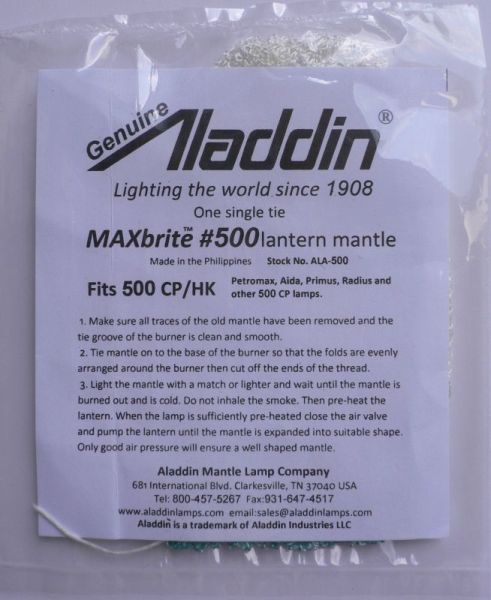 Genuine Aladdin®
Lighting the world since 1908
One single tie
MAXbrite™ #500 lantern mantle
Made in the Philippines Stock No. ALA-500
Fits 500 CP/HK Petromax, Aida, Primus, Radius and
other 500 CP lamps.
1. Make sure all traces of the old mantle have been removed and the
tie groove of the burner is clean and smooth.
2. Tie mantle on to the base of the burner so that the folds are evenly
arranged around the burner then cut off the ends of the thread.
3. Light the mantle with a match or lighter and wait until the mantle is
burned out and is cold. Do not inhale the smoke. Then pre-heat the
lantern. When the lamp is sufficiently pre-heated close the air valve
and pump the lantern until the mantle is expanded into suitable shape.
Only good air pressure will ensure a well shaped mantle.
Aladdin Mantle Lamp Company
681 International Blvd. Clarkesville, TN 37040 USA
Tel: 800-457-5267 Fax:931-647-4517
www.aladdinlamps.com email:sales@aladdinlamps.com
Aladdin is a trademark of Aladdin Industries LLC